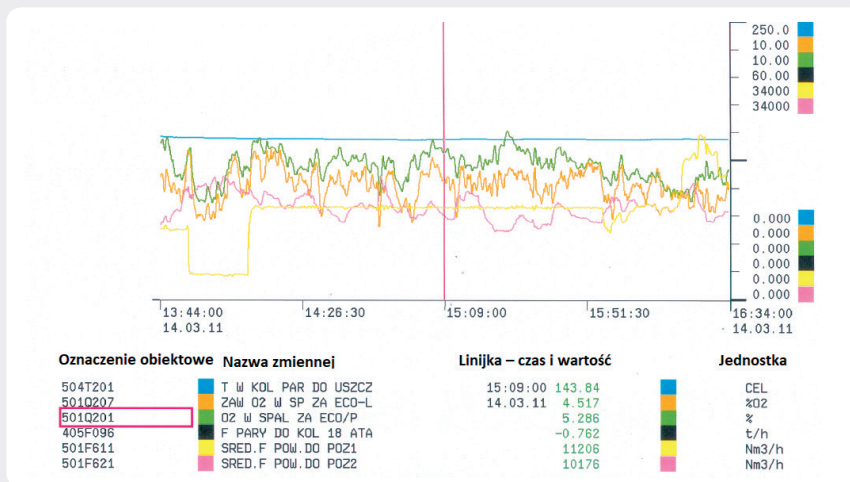 250.0
10.00
10.00
60.00
34000
34000
0.000
0.000
0.000
0.000
0.000
0.000
13:44:00 14:26:30 15:09:00 15:51:30 16:34:00
14.03.11 14.03.11
Oznaczenie obiektowe Nazwa zmiennej Linijka – czas i wartość Jednostka
504T201 T W KOL PAR DO USZCZ 15:09:00 143.84 CEL
501Q207 ZAW O2 W SP ZA ECO-L 14.03.11 4.517 %O2
501Q201 O2 W SPAL ZA ECO/P 5.286 %
405F096 F PARY DO KOL 18 ATA -0.762 t/h
501F611 SRED.F POW.DO POZ1 11206 Nm3/h
501F621 SRED.F POW.DO POZ2 10176 Nm3/h